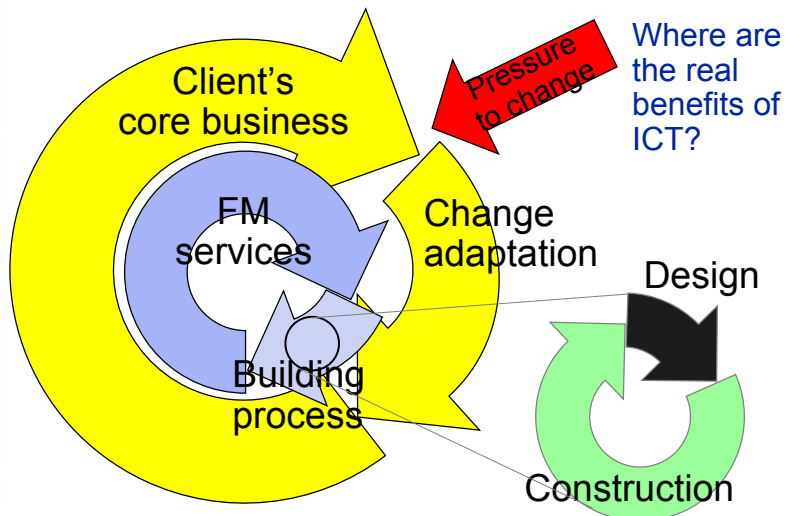 Client's
core business
Pressure
to change
Where are
the real
benefits of
ICT?
FM
services
Change
adaptation
Design
Building
process
Construction